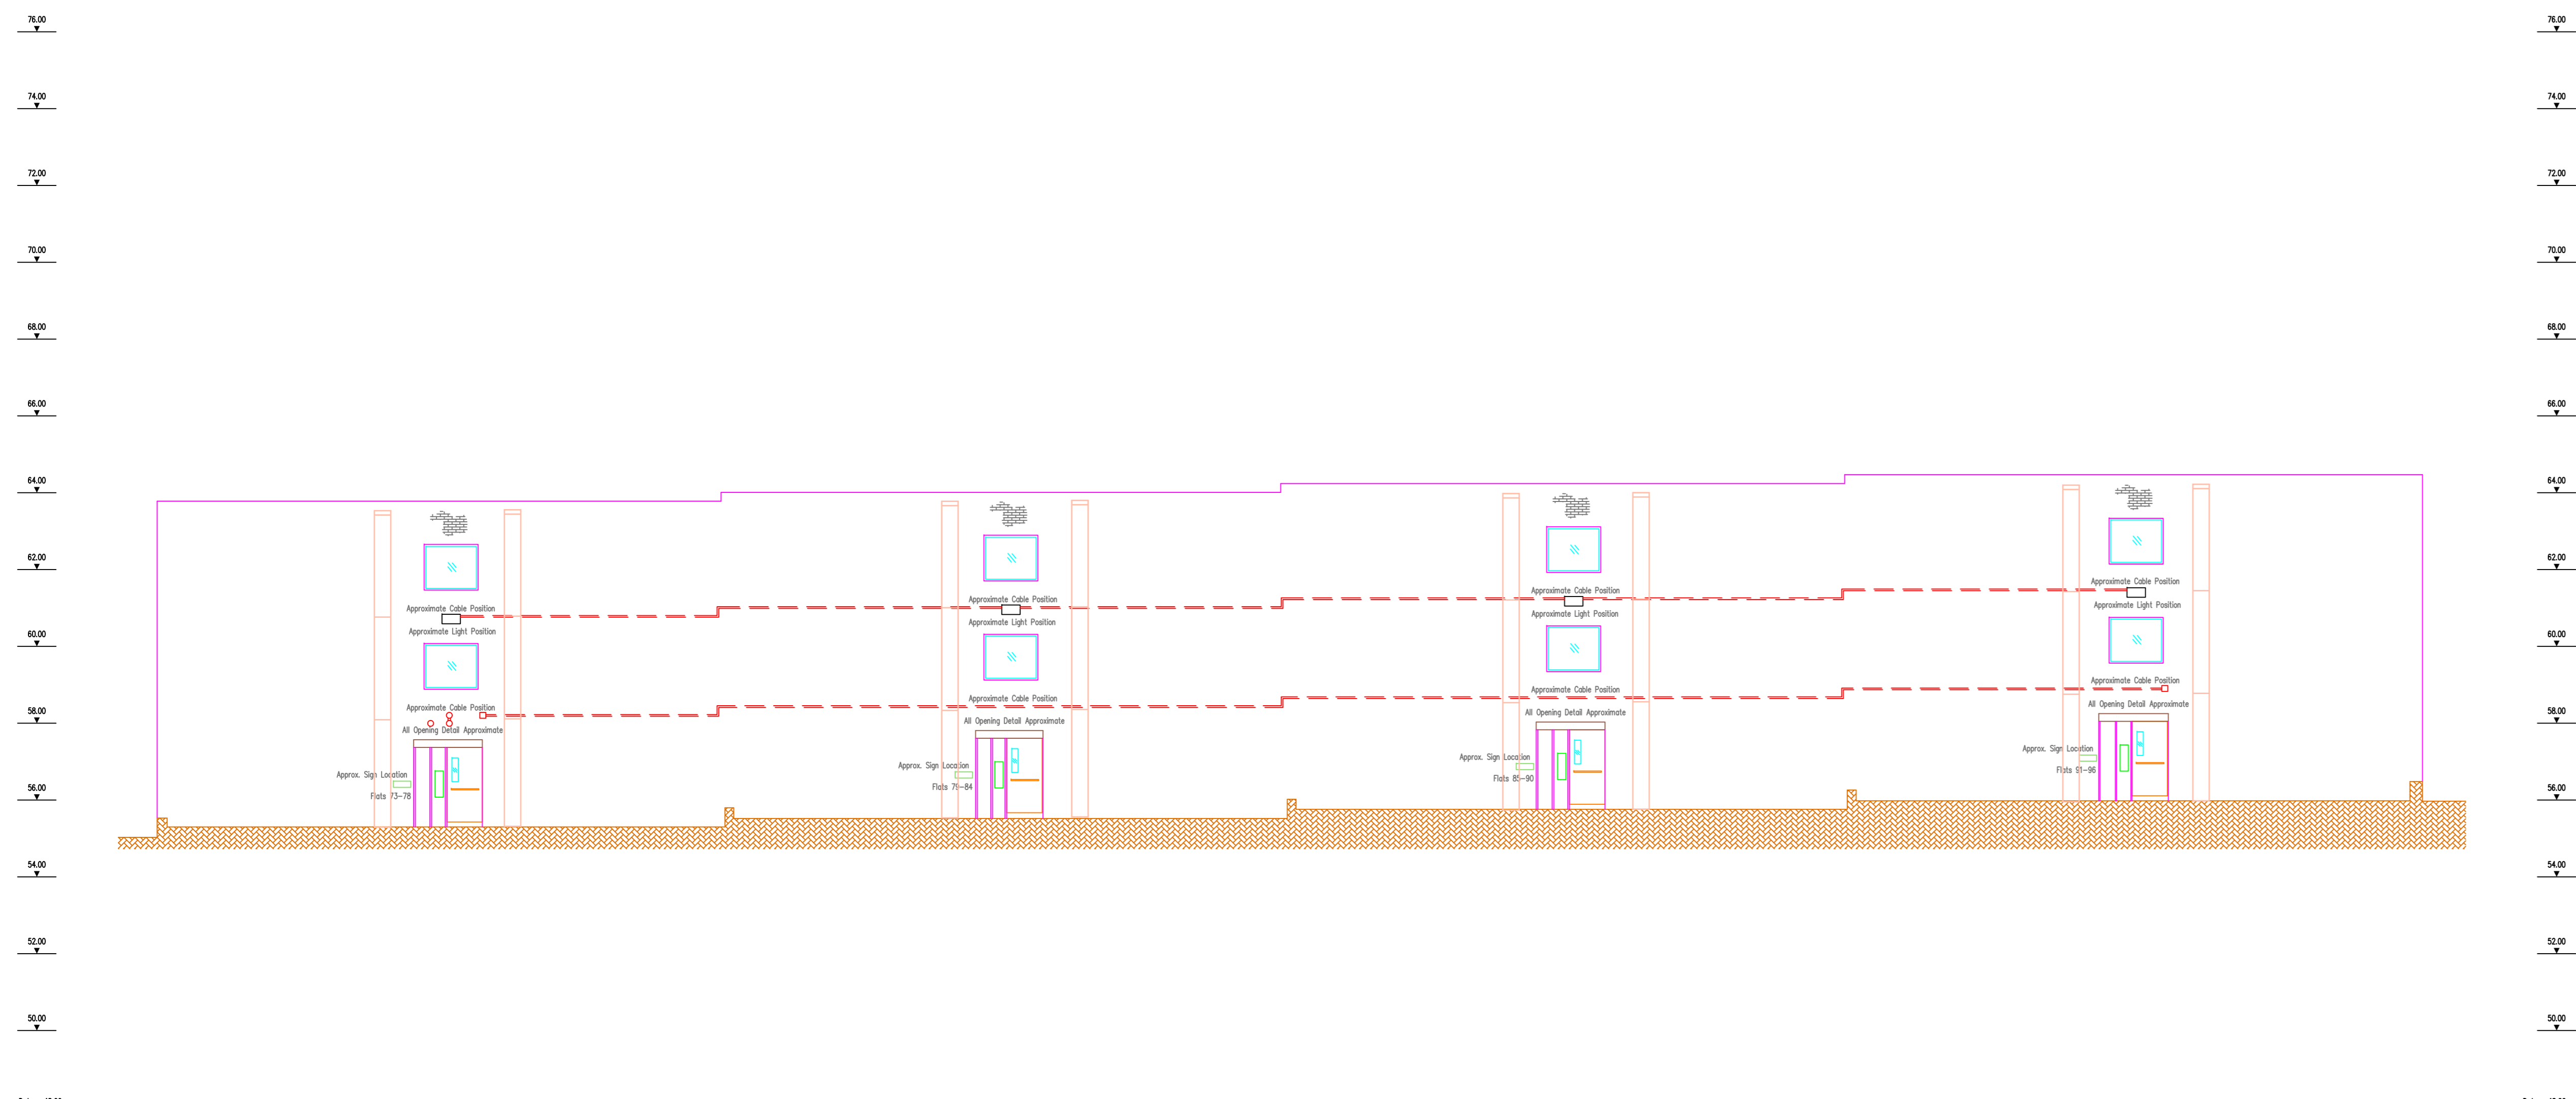 76.00 76.00
74.00 74.00
72.00 72.00
70.00 70.00
68.00 68.00
66.00 66.00
64.00 64.00
62.00 62.00
60.00 60.00
58.00 58.00
56.00 56.00
54.00 54.00
52.00 52.00
50.00 50.00
Approximate Cable Position
Approximate Light Position
Approximate Cable Position
All Opening Detail Approximate
Approx. Sign Location
Flats 73-78
Approximate Cable Position
Approximate Light Position
Approximate Cable Position
All Opening Detail Approximate
Approx. Sign Location
Flats 79-84
Approximate Cable Position
Approximate Light Position
Approximate Cable Position
All Opening Detail Approximate
Approx. Sign Location
Flats 85-90
Approximate Cable Position
Approximate Light Position
Approximate Cable Position
All Opening Detail Approximate
Approx. Sign Location
Flats 91-96